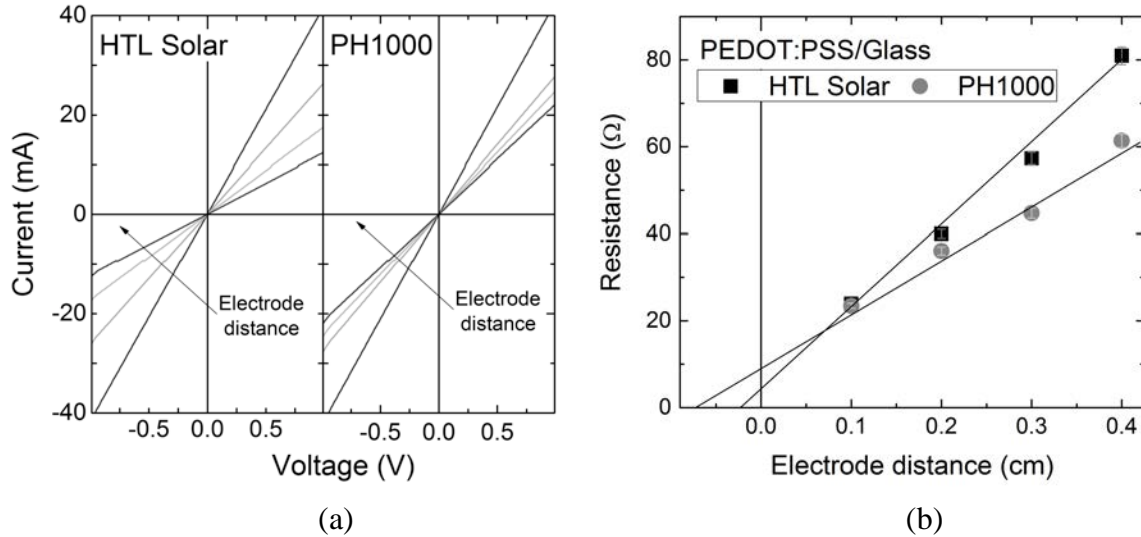 40
20
0
-20
-40
Current (mA)
HTL Solar
PH1000
Electrode
distance
Electrode
distance
-0.5 0.0 0.5
-0.5 0.0 0.5
Voltage (V)
(a)
80
60
40
20
0
Resistance (Ω)
PEDOT:PSS/Glass
HTL Solar PH1000
0.0 0.1 0.2 0.3 0.4
Electrode distance (cm)
(b)